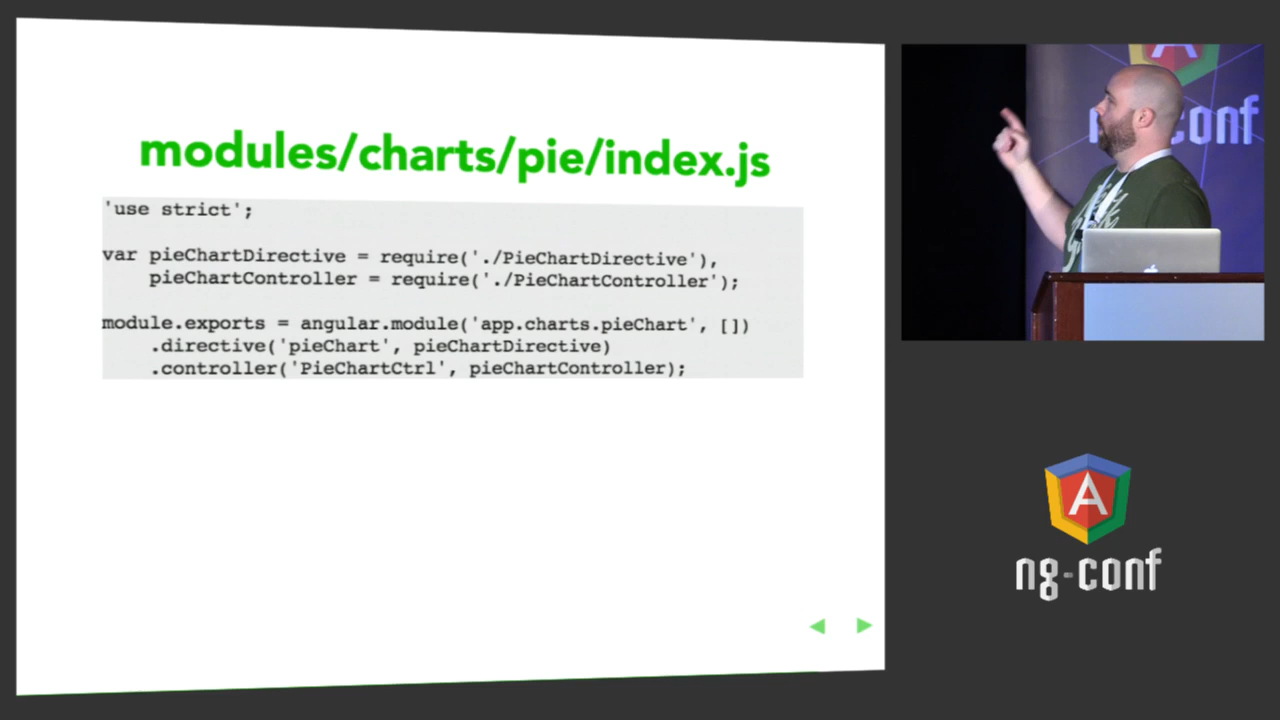 modules/charts/pie/index.js
'use strict';
var pieChartDirective = require('./PieChartDirective'),
    pieChartController = require('./PieChartController');
module.exports = angular.module('app.charts.pieChart', [])
    .directive('pieChart', pieChartDirective)
    .controller('PieChartCtrl', pieChartController);
A
conf
A
ng-conf